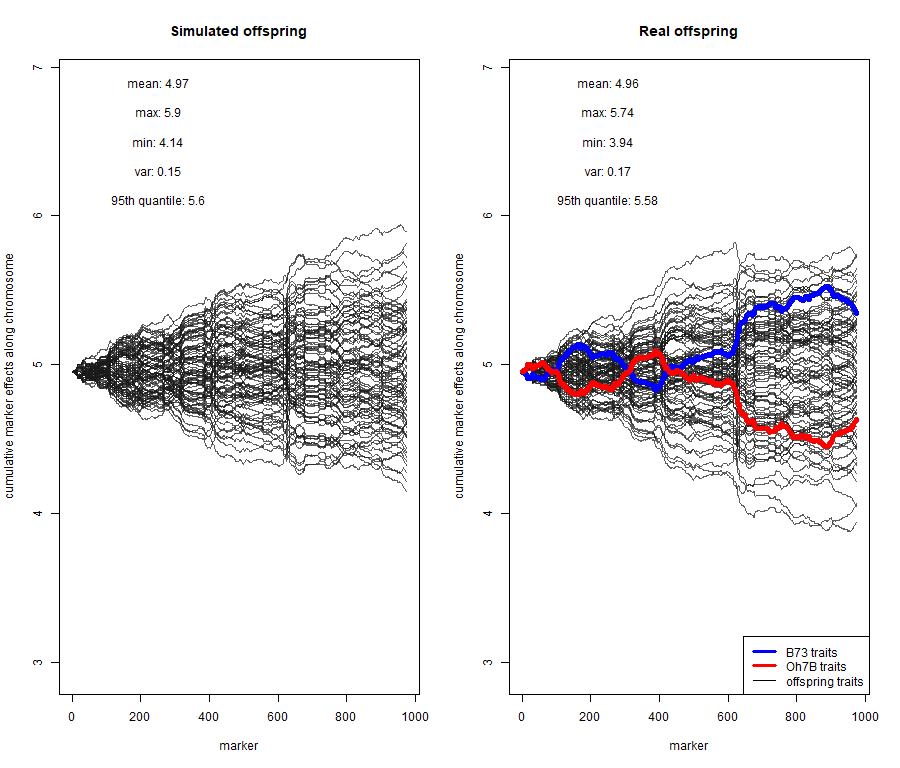 Simulated offspring
mean: 4.97
max: 5.9
min: 4.14
var: 0.15
95th quantile: 5.6
cumulative marker effects along chromosome
7
6
5
4
3
0 200 400 600 800 1000
marker
Real offspring
mean: 4.96
max: 5.74
min: 3.94
var: 0.17
95th quantile: 5.58
cumulative marker effects along chromosome
7
6
5
4
3
B73 traits
Oh7B traits
offspring traits
0 200 400 600 800 1000
marker